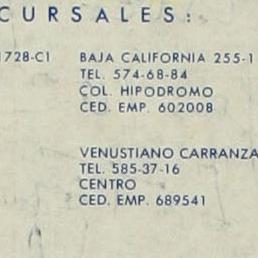 CURSALES:
1728-C1 BAJA CALIFORNIA 255-1
TEL. 574-68-84
COL. HIPODROMO
CED. EMP. 602008
VENUSTIANO CARRANZA
TEL. 585-37-16
CENTRO
CED. EMP. 689541